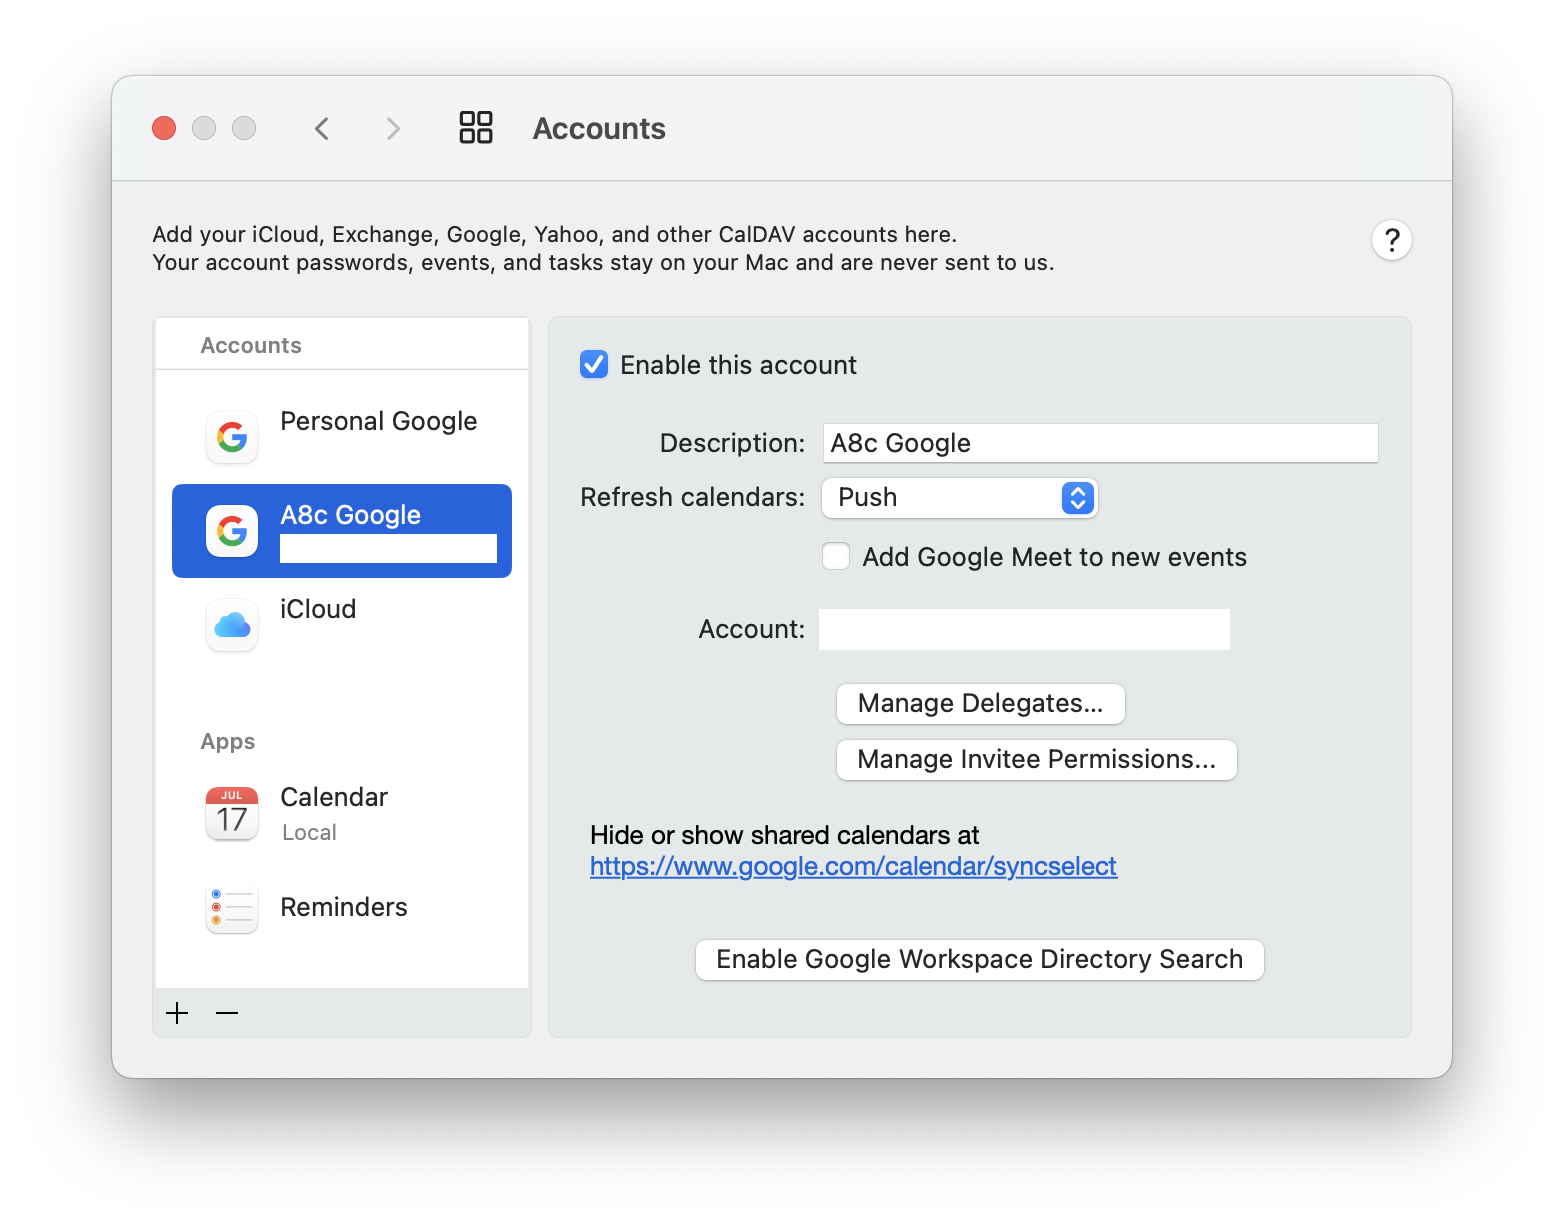 Accounts
Add your iCloud, Exchange, Google, Yahoo, and other CalDAV accounts here.
Your account passwords, events, and tasks stay on your Mac and are never sent to us.
?
Accounts
Personal Google
A8c Google
iCloud
Apps
JUL
17
Calendar
Local
Reminders
Enable this account
Description: A8c Google
Refresh calendars: Push
Add Google Meet to new events
Account:
Manage Delegates...
Manage Invitee Permissions...
Hide or show shared calendars at
https://www.google.com/calendar/syncselect
Enable Google Workspace Directory Search